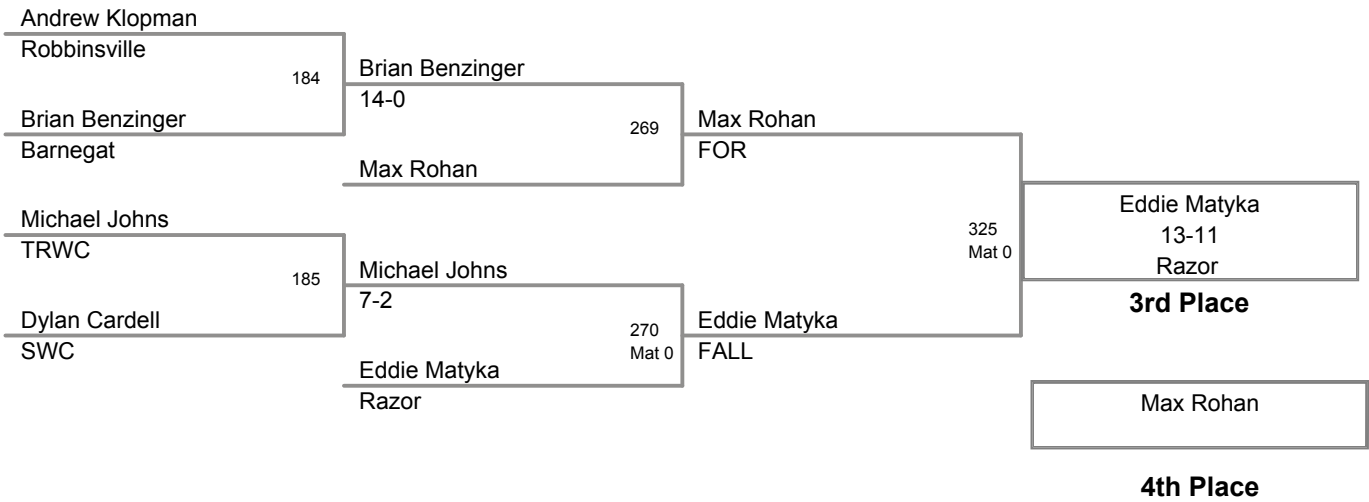 Andrew Klopman
Robbinsville
184
Brian Benzinger
14-0
Brian Benzinger
Barnegat
269
Max Rohan
Max Rohan
FOR
Michael Johns
TRWC
185
Michael Johns
7-2
Dylan Cardell
SWC
270
Mat 0
Eddie Matyka
Razor
Eddie Matyka
FALL
325
Mat 0
Eddie Matyka
13-11
Razor
3rd Place
Max Rohan
4th Place